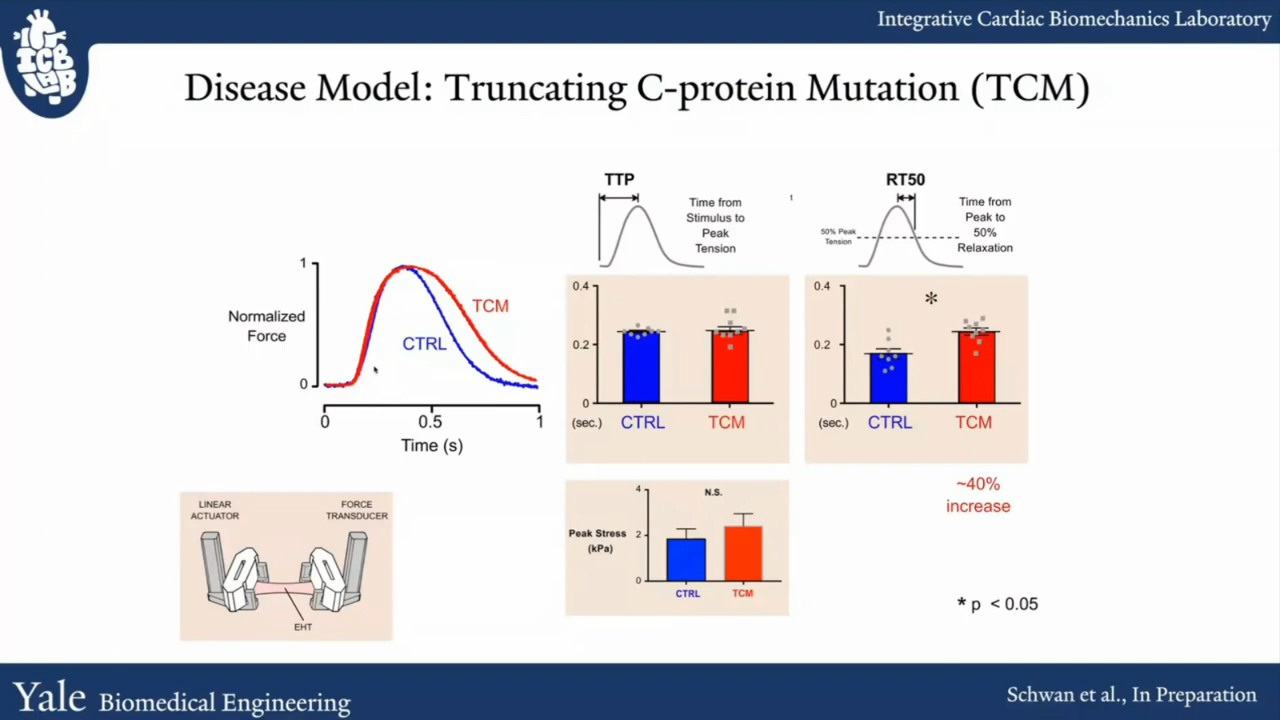 Integrative Cardiac Biomechanics Laboratory
ICB
LAB
Disease Model: Truncating C-protein Mutation (TCM)
TTP
Time from
Stimulus to
Peak
Tension
t
RT50
50% Peak
Tension
Time from
Peak to
50%
Relaxation
1
Normalized
Force
0
TCM
CTRL
0
0.5
1
Time (s)
0.4
0.2
0
(sec.)
CTRL
TCM
0.4
*
0.2
0
(sec.)
CTRL
TCM
~40%
increase
LINEAR
ACTUATOR
FORCE
TRANSDUCER
EHT
4
N.S.
Peak Stress
(kPa)
2
0
CTRL
TCM
* p < 0.05
Yale Biomedical Engineering
Schwan et al., In Preparation